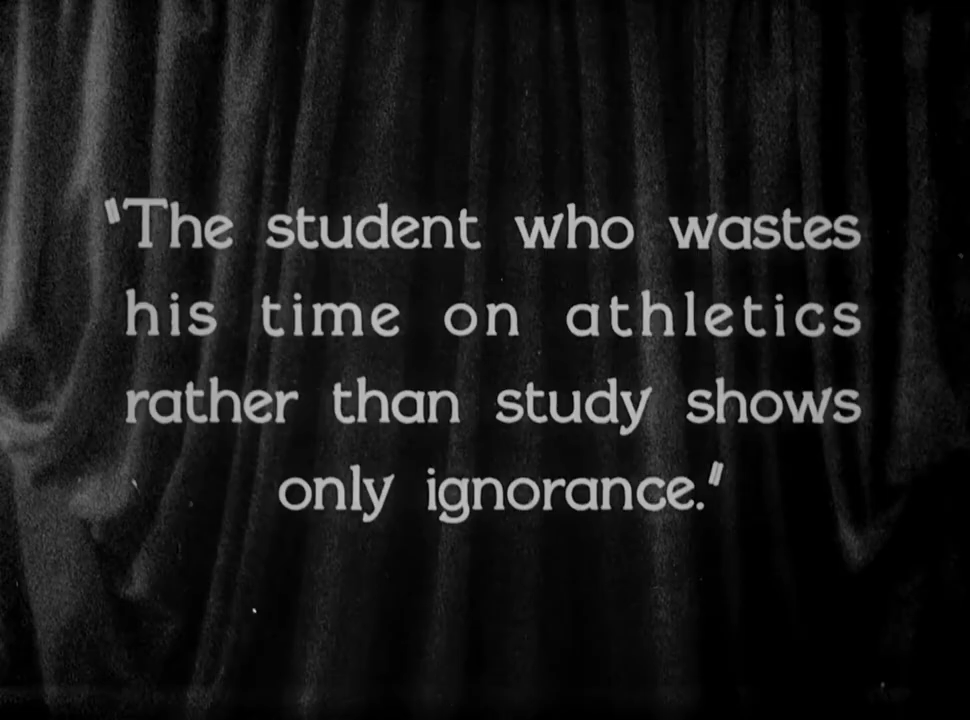 "The student who wastes
his time on athletics
rather than study shows
only ignorance."